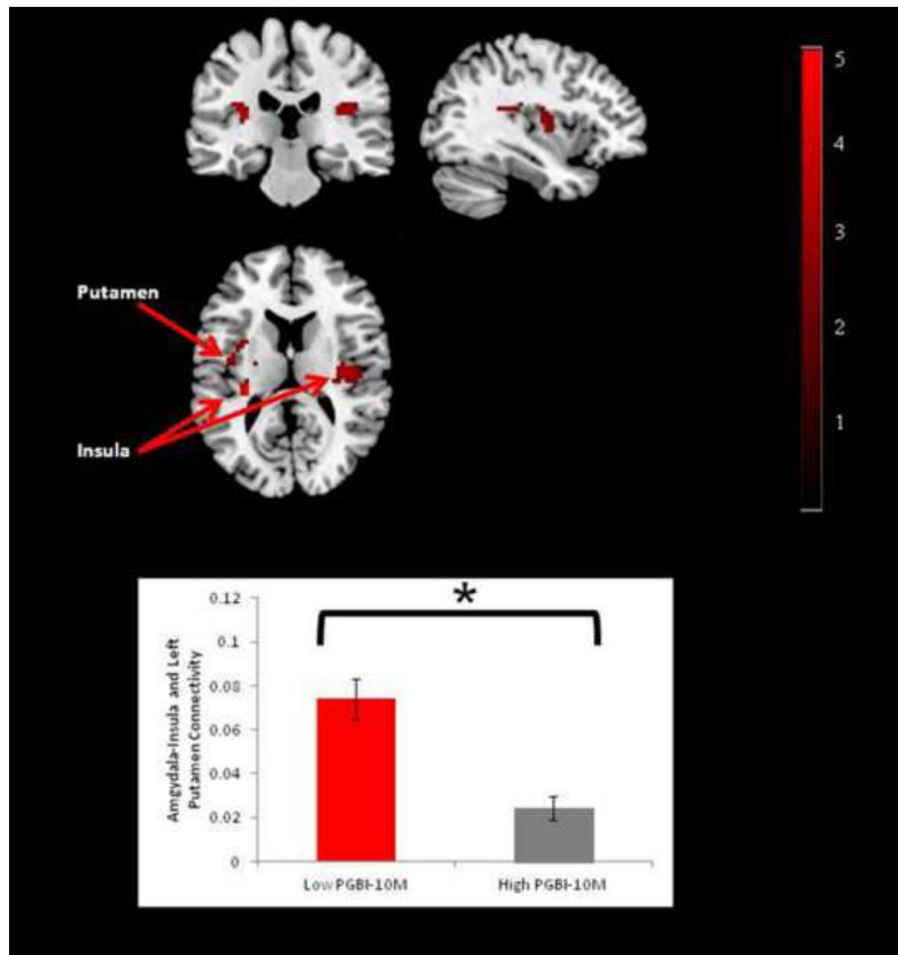 5
4
3
2
1
Putamen
Insula
*
0.12
0.1
0.08
0.06
0.04
0.02
0
Amgydala-Insula and Left
Putamen Connectivity
Low PGBI-10M
High PGBI-10M